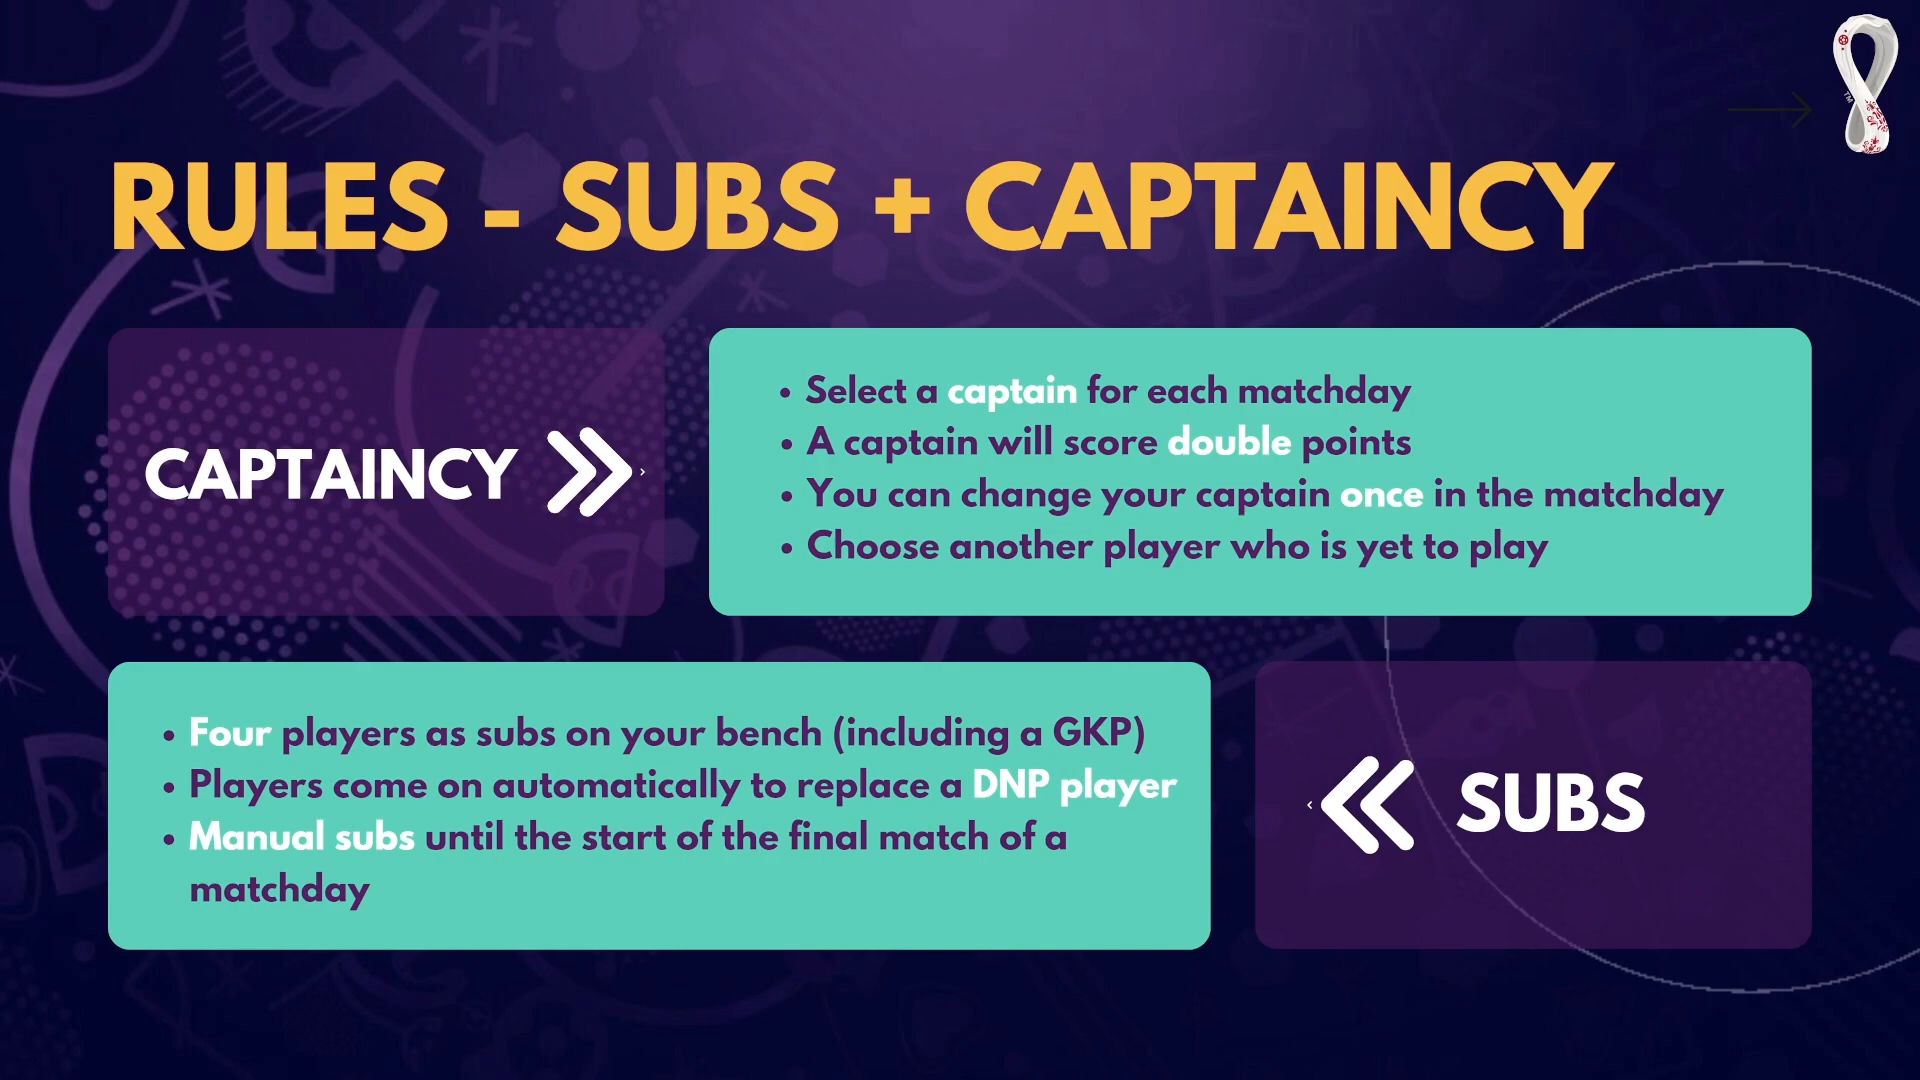 RULES - SUBS + CAPTAINCY
CAPTAINCY
• Select a captain for each matchday
• A captain will score double points
• You can change your captain once in the matchday
• Choose another player who is yet to play
• Four players as subs on your bench (including a GKP)
• Players come on automatically to replace a DNP player
• Manual subs until the start of the final match of a
matchday
SUBS
TM